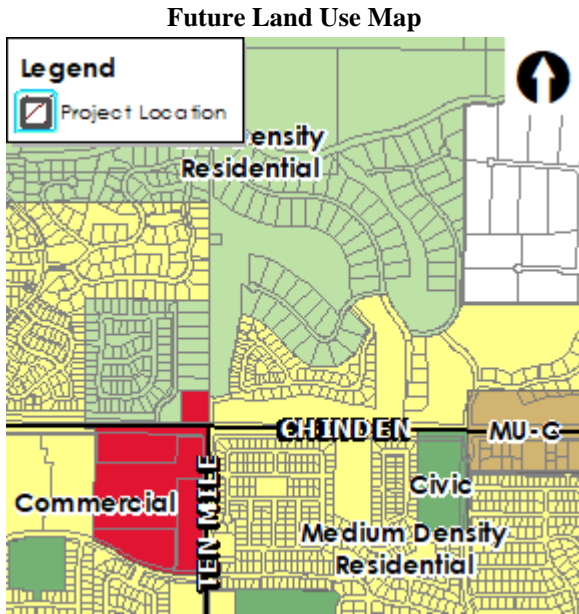 Future Land Use Map
Legend
Project Location
ensity
Residential
CHINDEN
MU-C
Commercial
TEN MILE
Civic
Medium Density
Residential